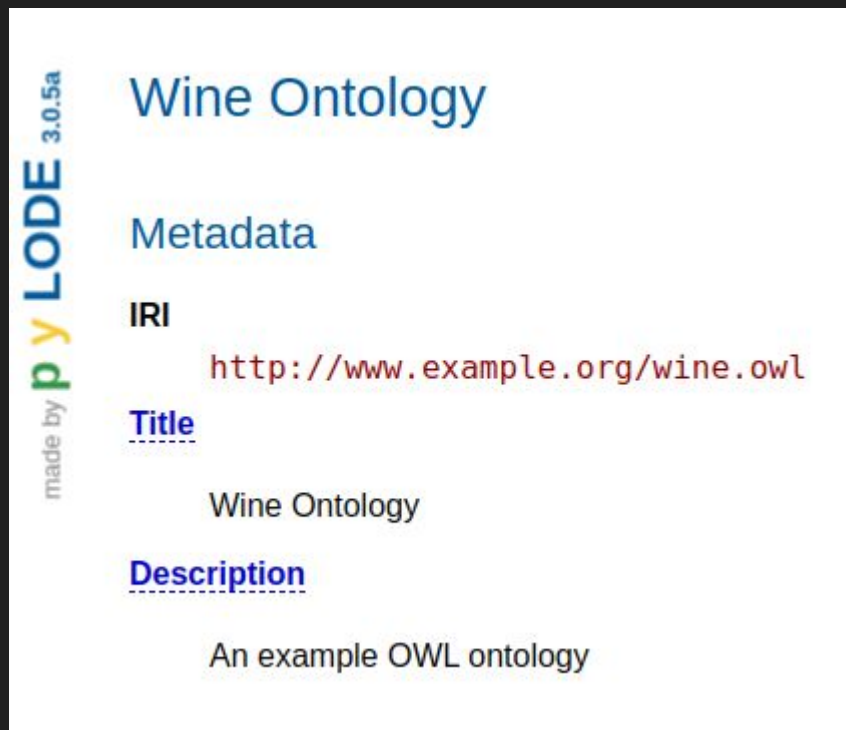 made by pyLODE 3.0.5a
Wine Ontology
Metadata
IRI
http://www.example.org/wine.owl
Title
Wine Ontology
Description
An example OWL ontology